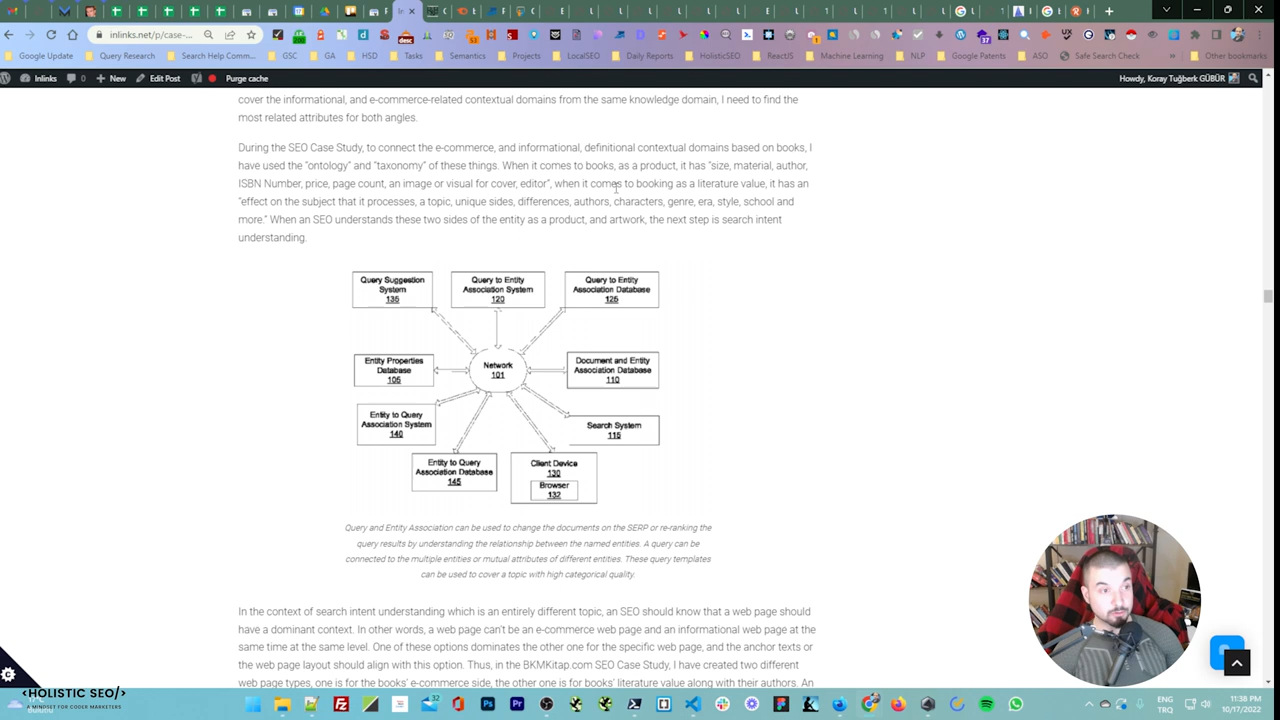 In
inlinks.net/p/case-...
Google Update
Query Research
Search Help Comm...
GSC
GA
HSD
Tasks
Semantics
Projects
LocalSEO
Daily Reports
HolisticSEO
ReactJS
Machine Learning
NLP
Google Patents
ASO
Safe Search Check
»
Other bookmarks
Inlinks
0
New
Edit Post
Purge cache
Howdy, Koray Tuğberk GÜBÜR
cover the informational, and e-commerce-related contextual domains from the same knowledge domain, I need to find the
most related attributes for both angles.
During the SEO Case Study, to connect the e-commerce, and informational, definitional contextual domains based on books, I
have used the "ontology" and "taxonomy" of these things. When it comes to books, as a product, it has "size, material, author,
ISBN Number, price, page count, an image or visual for cover, editor", when it comes to booking as a literature value, it has an
"effect on the subject that it processes, a topic, unique sides, differences, authors, characters, genre, era, style, school and
more." When an SEO understands these two sides of the entity as a product, and artwork, the next step is search intent
understanding.
Query Suggestion
System
135
Query to Entity
Association System
120
Query to Entity
Association Database
125
Entity Properties
Database
105
Network
101
Document and Entity
Association Database
110
Entity to Query
Association System
140
Search System
115
Entity to Query
Association Database
145
Client Device
130
Browser
132
Query and Entity Association can be used to change the documents on the SERP or re-ranking the
query results by understanding the relationship between the named entities. A query can be
connected to the multiple entities or mutual attributes of different entities. These query templates
can be used to cover a topic with high categorical quality.
In the context of search intent understanding which is an entirely different topic, an SEO should know that a web page should
have a dominant context. In other words, a web page can't be an e-commerce web page and an informational web page at the
same time at the same level. One of these options dominates the other one for the specific web page, and the anchor texts or
the web page layout should align with this option. Thus, in the BKMKitap.com SEO Case Study, I have created two different
web page types, one is for the books' e-commerce side, the other one is for books' literature value along with their authors. An
<HOLISTIC SEO/>
A MINDSET FOR CODER MARKETERS
32
ENG
TRQ
11:38 PM
10/17/2022